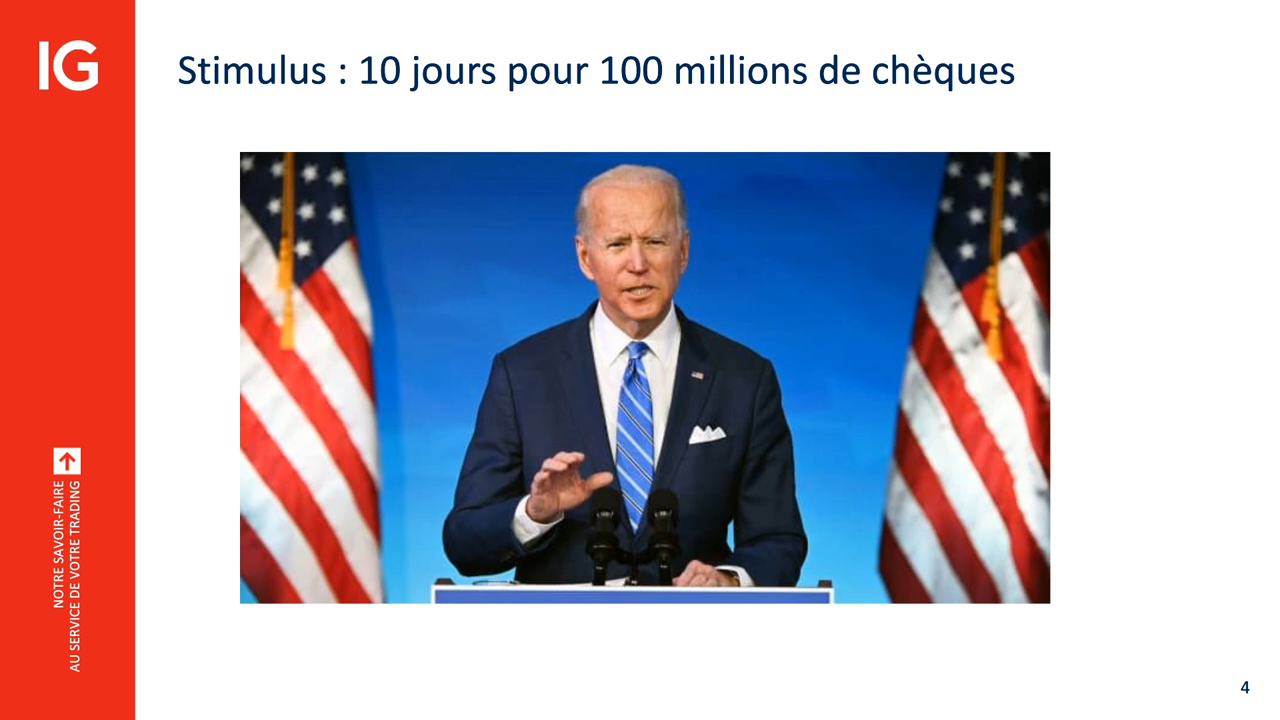 IG
Stimulus : 10 jours pour 100 millions de chèques
NOTRE SAVOIR-FAIRE
AU SERVICE DE VOTRE TRADING
4